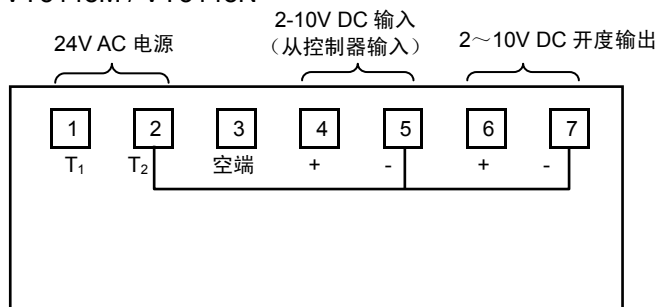 2-10V DC 输入
24V AC 电源
（从控制器输入）
2～10V DC 开度输出
1 2 3 4 5 6 7
T₁ T₂ 空端 + - + -